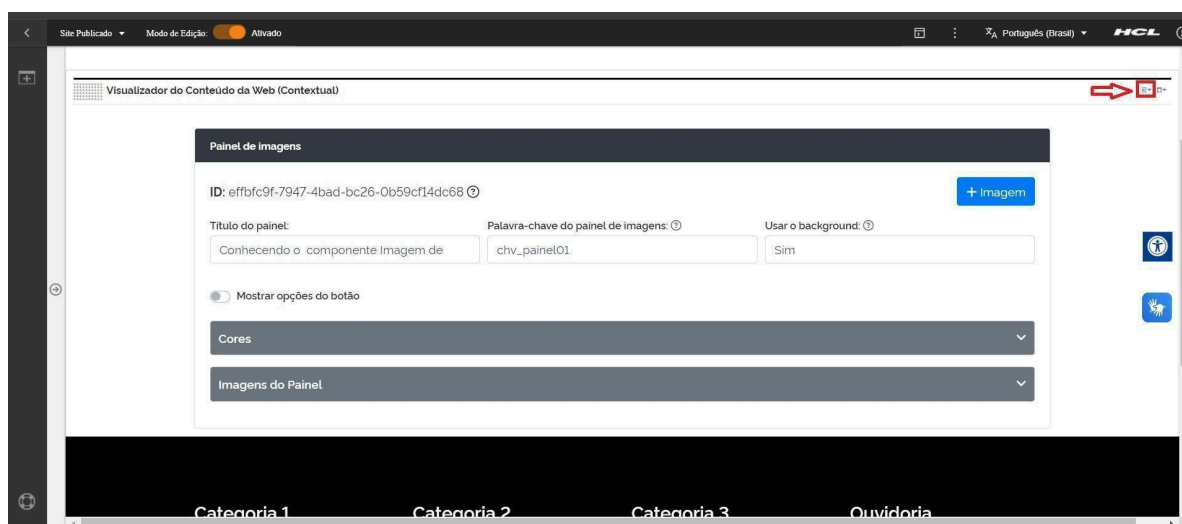 Site Publicado
Modo de Edição:
Ativado
Português (Brasil)
HCL
Visualizador do Conteúdo da Web (Contextual)
Painel de imagens
ID: effbfc9f-7947-4bad-bc26-0b59cf14dc68
+ Imagem
Título do painel:
Palavra-chave do painel de imagens:
Usar o background:
Conhecendo o componente Imagem de
chv_painel01
Sim
Mostrar opções do botão
Cores
Imagens do Painel
Categoria 1
Categoria 2
Categoria 3
Ouvidoria